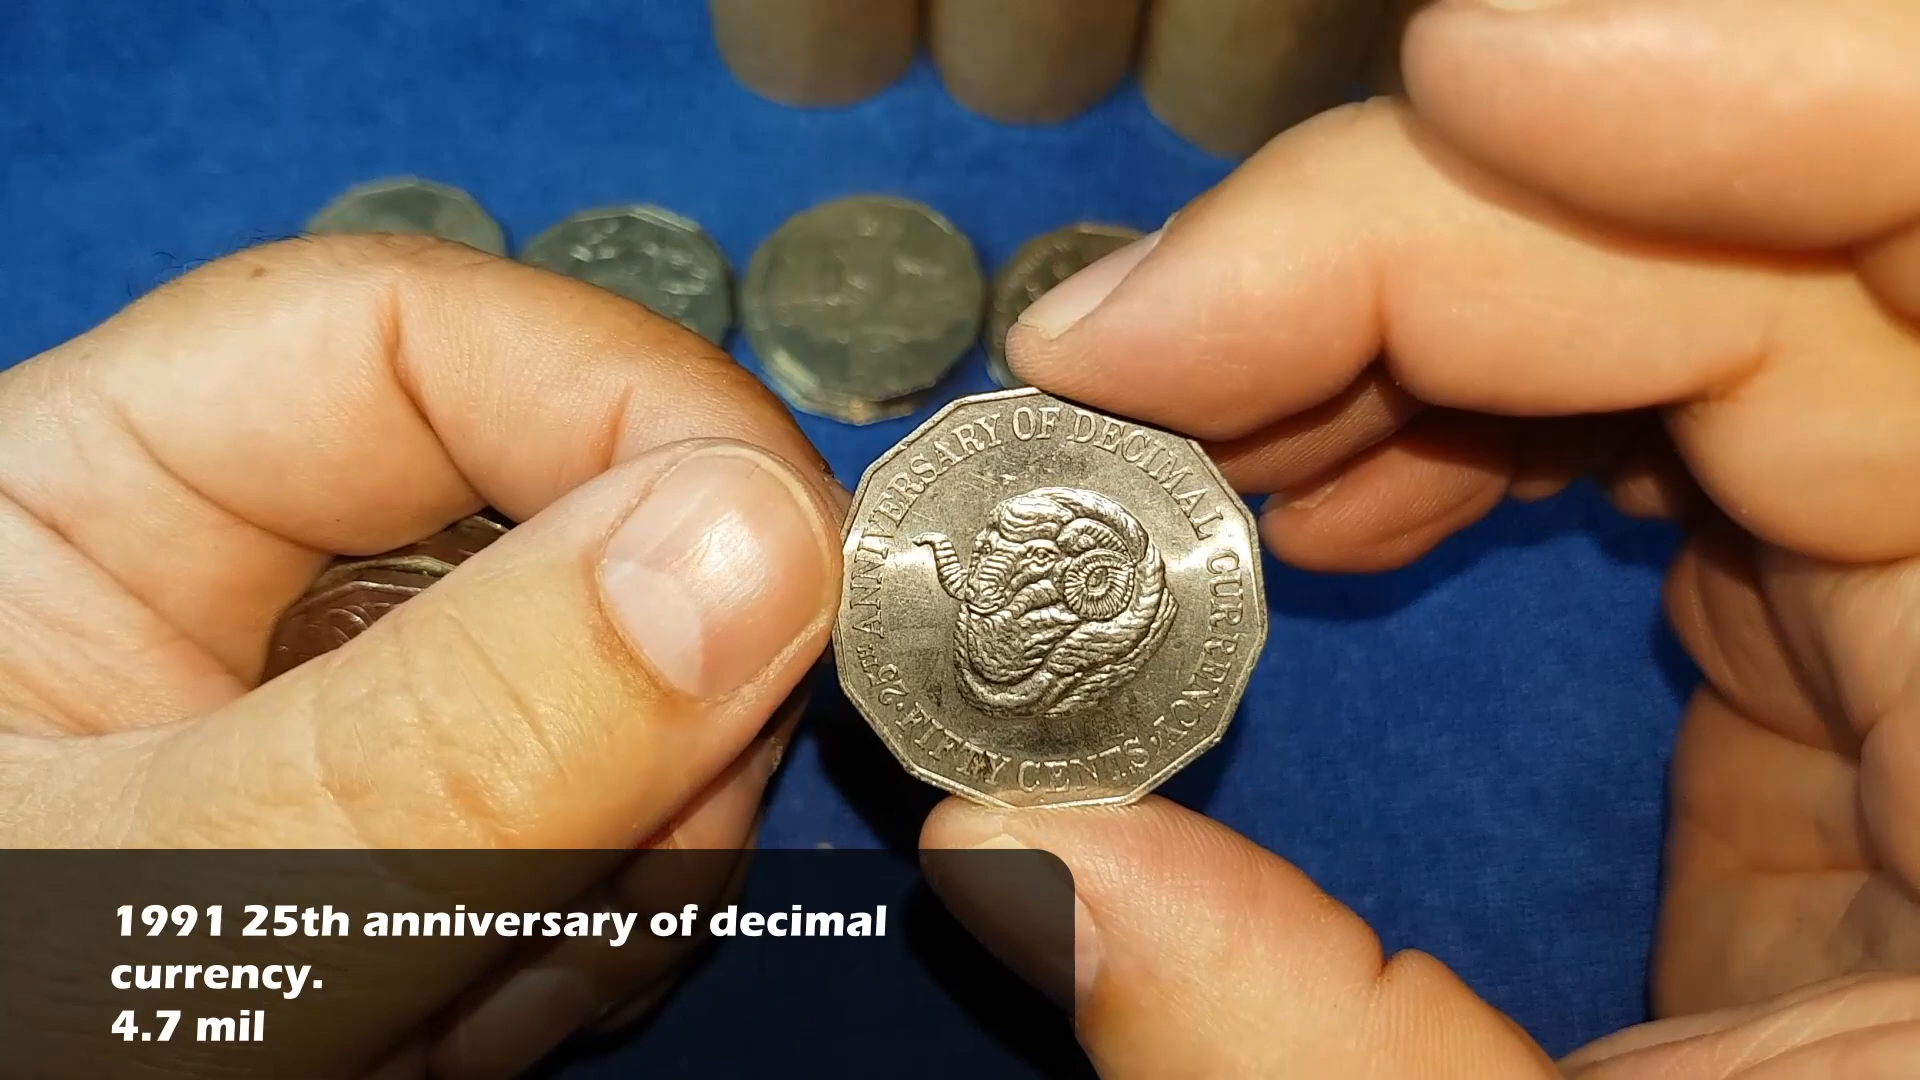 25TH ANNIVERSARY OF DECIMAL CURRENCY
FIFTY CENTS
1991 25th anniversary of decimal
currency.
4.7 mil